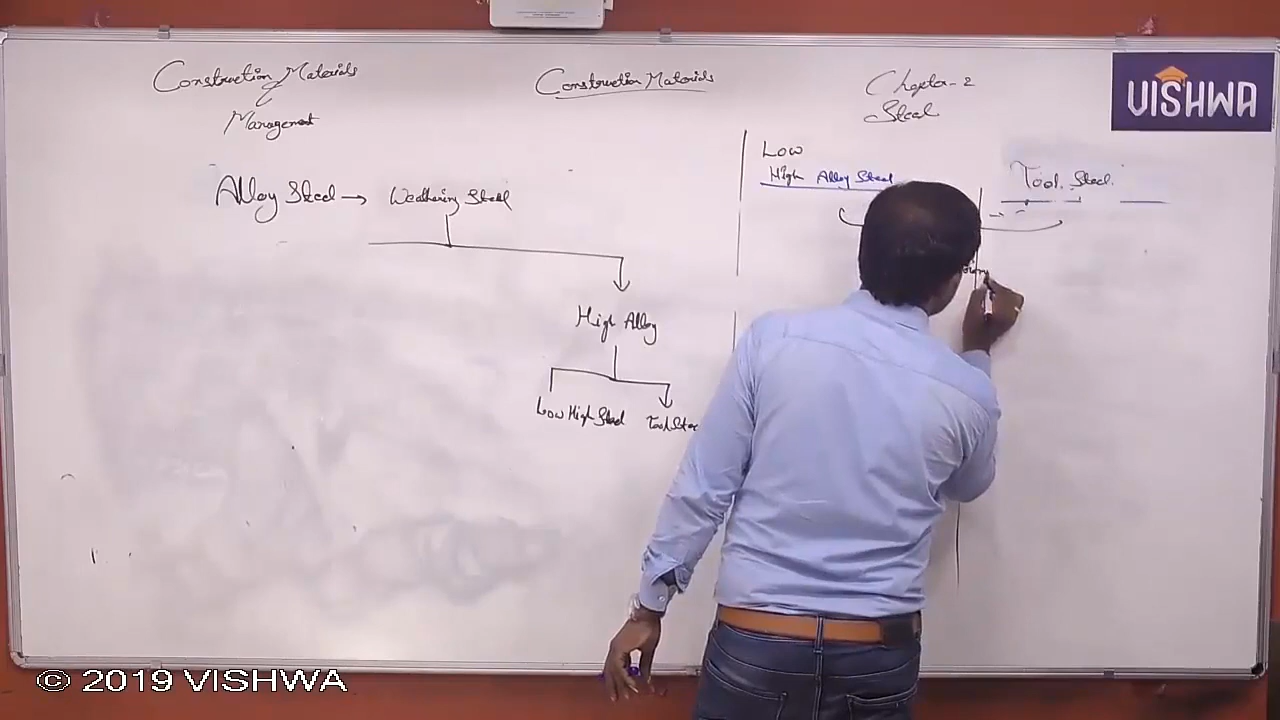 Construction Materials
Management
Construction Materials
Chapter-2
Steel
VISHWA
Alloy Steel → Weathering Steel
High Alloy
Low High Steel
Tool Stee
Low
High Alloy Steel
Tool Steel
© 2019 VISHWA